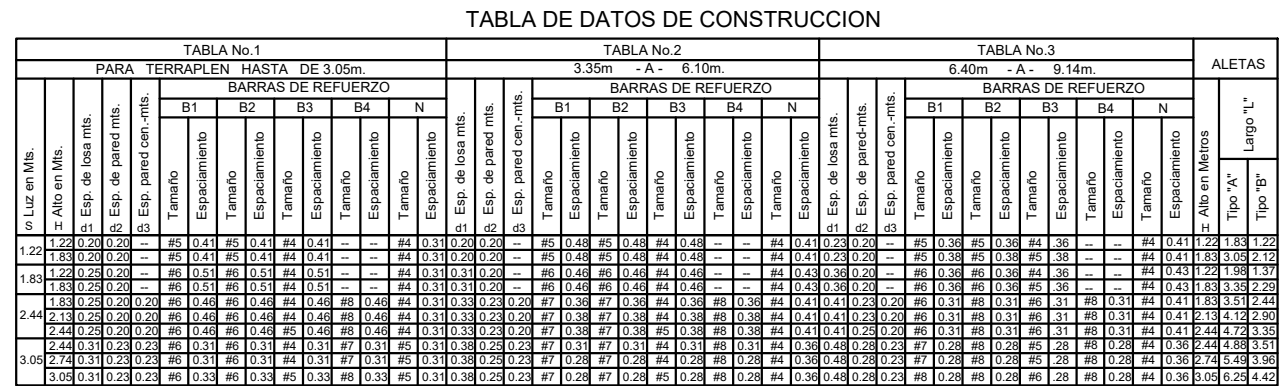 TABLA DE DATOS DE CONSTRUCCION
TABLA No.1 TABLA No.2 TABLA No.3 ALETAS
PARA TERRAPLEN HASTA DE 3.05m. 3.35m - A - 6.10m. 6.40m - A - 9.14m.
BARRAS DE REFUERZO BARRAS DE REFUERZO BARRAS DE REFUERZO Largo "L"
B1 B2 B3 B4 N B1 B2 B3 B4 N B1 B2 B3 B4 N
S Luz en Mts. H Alto en Mts. d1 Esp. de losa mts. d2 Esp. de pared mts. d3 Esp. pared cen.-mts. Tamaño Espaciamiento Tamaño Espaciamiento Tamaño Espaciamiento Tamaño Espaciamiento Tamaño Espaciamiento d1 Esp. de losa mts. d2 Esp. de pared mts. d3 Esp. pared cen.-mts. Tamaño Espaciamiento Tamaño Espaciamiento Tamaño Espaciamiento Tamaño Espaciamiento Tamaño Espaciamiento d1 Esp. de losa mts. d2 Esp. de pared-mts. d3 Esp. pared cen.-mts. Tamaño Espaciamiento Tamaño Espaciamiento Tamaño Espaciamiento Tamaño Espaciamiento Tamaño Espaciamiento H Alto en Metros Tipo "A" Tipo "B"
1.22 1.22 0.20 0.20 -- #5 0.41 #5 0.41 #4 0.41 -- -- #4 0.31 0.20 0.20 -- #5 0.48 #5 0.48 #4 0.48 -- -- #4 0.41 0.23 0.20 -- #5 0.36 #5 0.36 #4 .36 -- -- #4 0.41 1.22 1.83 1.22
1.83 0.20 0.20 -- #5 0.41 #5 0.41 #4 0.41 -- -- #4 0.31 0.20 0.20 -- #5 0.48 #5 0.48 #4 0.48 -- -- #4 0.41 0.23 0.20 -- #5 0.38 #5 0.38 #5 .38 -- -- #4 0.41 1.83 3.05 2.12
1.83 1.22 0.25 0.20 -- #6 0.51 #6 0.51 #4 0.51 -- -- #4 0.31 0.31 0.20 -- #6 0.46 #6 0.46 #4 0.46 -- -- #4 0.43 0.36 0.20 -- #6 0.38 #6 0.36 #4 .36 -- -- #4 0.43 1.22 1.98 1.37
1.83 0.25 0.20 -- #6 0.51 #6 0.51 #4 0.51 -- -- #4 0.31 0.31 0.20 -- #6 0.46 #6 0.46 #4 0.46 -- -- #4 0.43 0.36 0.20 -- #6 0.38 #6 0.36 #5 .36 -- -- #4 0.43 1.83 3.35 2.29
2.44 1.83 0.25 0.20 0.20 #6 0.46 #6 0.46 #4 0.46 #8 0.46 #4 0.31 0.33 0.23 0.20 #7 0.36 #7 0.36 #4 0.36 #8 0.36 #4 0.41 0.41 0.23 0.20 #6 0.31 #8 0.31 #6 .31 #8 0.31 #4 0.41 1.83 3.51 2.44
2.13 0.25 0.20 0.20 #6 0.46 #6 0.46 #4 0.46 #8 0.46 #4 0.31 0.33 0.23 0.20 #7 0.38 #7 0.38 #4 0.38 #8 0.38 #4 0.41 0.41 0.23 0.20 #6 0.31 #8 0.31 #6 .31 #8 0.31 #4 0.41 2.13 4.12 2.90
2.44 0.25 0.20 0.20 #6 0.46 #6 0.46 #5 0.46 #8 0.46 #4 0.31 0.33 0.23 0.20 #7 0.38 #7 0.38 #5 0.38 #8 0.38 #4 0.41 0.41 0.25 0.20 #6 0.31 #8 0.31 #6 .31 #8 0.31 #4 0.41 2.44 4.72 3.35
3.05 2.44 0.31 0.23 0.23 #6 0.31 #6 0.31 #4 0.31 #7 0.31 #5 0.31 0.38 0.25 0.23 #7 0.31 #7 0.31 #4 0.31 #8 0.31 #4 0.36 0.48 0.28 0.23 #7 0.28 #8 0.28 #5 .28 #8 0.28 #4 0.36 2.44 4.88 3.51
2.74 0.31 0.23 0.23 #6 0.31 #6 0.31 #4 0.31 #7 0.31 #5 0.31 0.38 0.25 0.23 #7 0.28 #7 0.28 #4 0.28 #8 0.28 #4 0.36 0.48 0.28 0.23 #7 0.28 #8 0.28 #5 0.28 #8 0.28 #4 0.36 2.74 5.49 3.96
3.05 0.31 0.23 0.23 #6 0.33 #6 0.33 #5 0.33 #8 0.33 #5 0.31 0.38 0.25 0.23 #7 0.28 #7 0.28 #5 0.28 #8 0.28 #4 0.36 0.48 0.28 0.23 #8 0.28 #8 0.28 #6 0.28 #8 0.28 #4 0.36 3.05 6.25 4.42